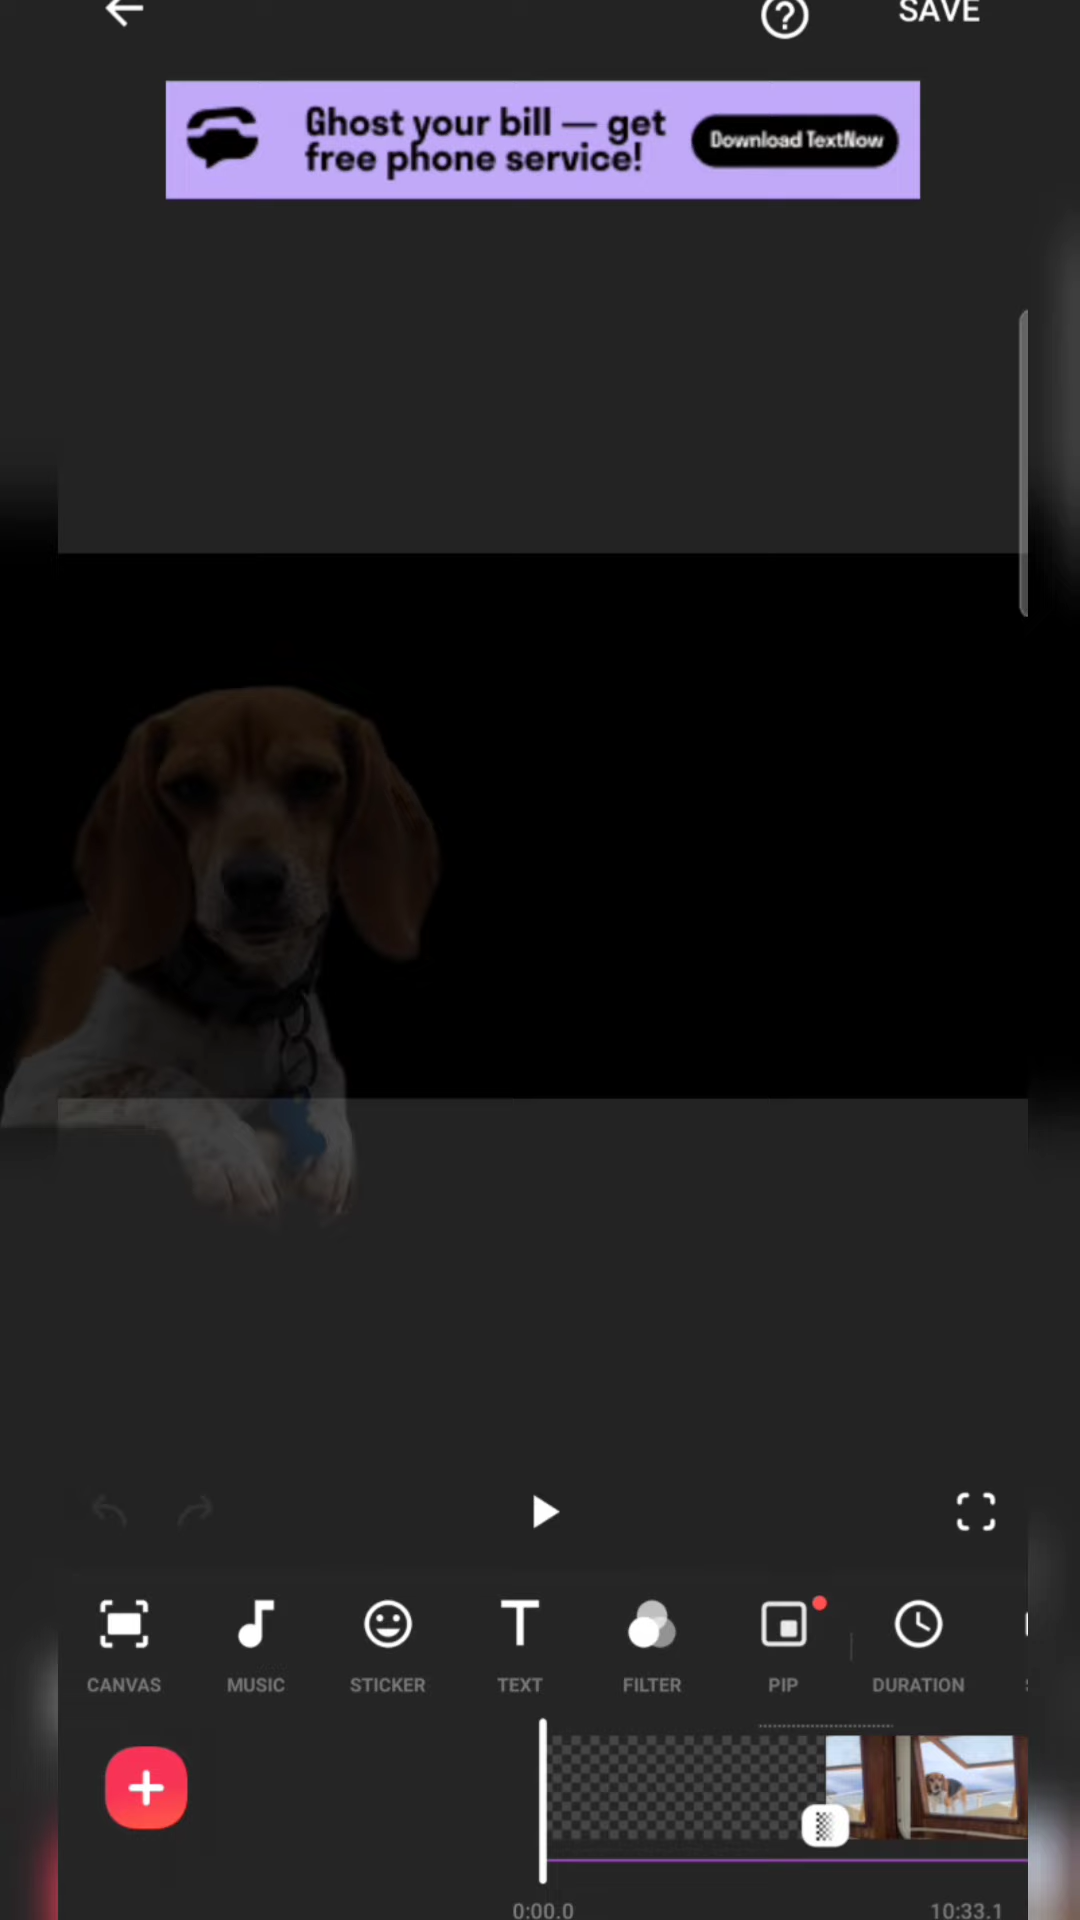 SAVE
Ghost your bill — get
free phone service!
Download TextNow
CANVAS
MUSIC
STICKER
TEXT
FILTER
PIP
DURATION
0:00.0
10:33.1